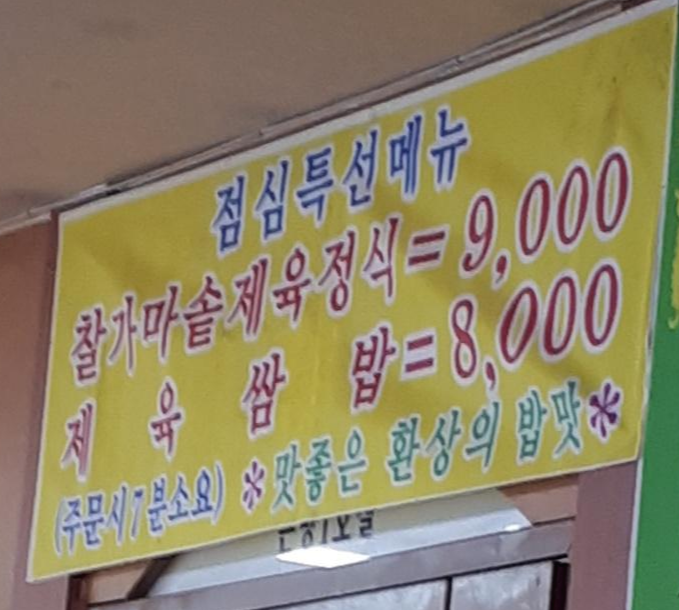 점심특선메뉴
찰가마솥제육정식=9,000
제육쌈밥=8,000
(주문시7분소요) *맛좋은 환상의 밥맛*